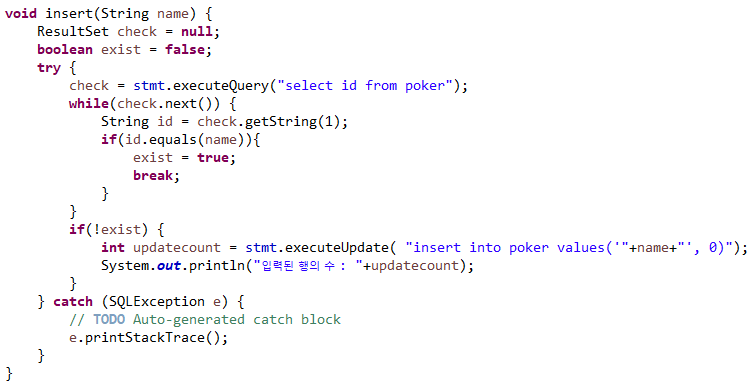 void insert(String name) {
    ResultSet check = null;
    boolean exist = false;
    try {
        check = stmt.executeQuery("select id from poker");
        while(check.next()) {
            String id = check.getString(1);
            if(id.equals(name)){
                exist = true;
                break;
            }
        }
        if(!exist) {
            int updatecount = stmt.executeUpdate( "insert into poker values('"+name+"', 0)");
            System.out.println("입력된 행의 수 : "+updatecount);
        }
    } catch (SQLException e) {
        // TODO Auto-generated catch block
        e.printStackTrace();
    }
}